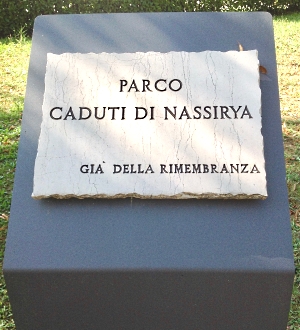 PARCO
CADUTI DI NASSIRYA
GIA` DELLA RIMEMBRANZA